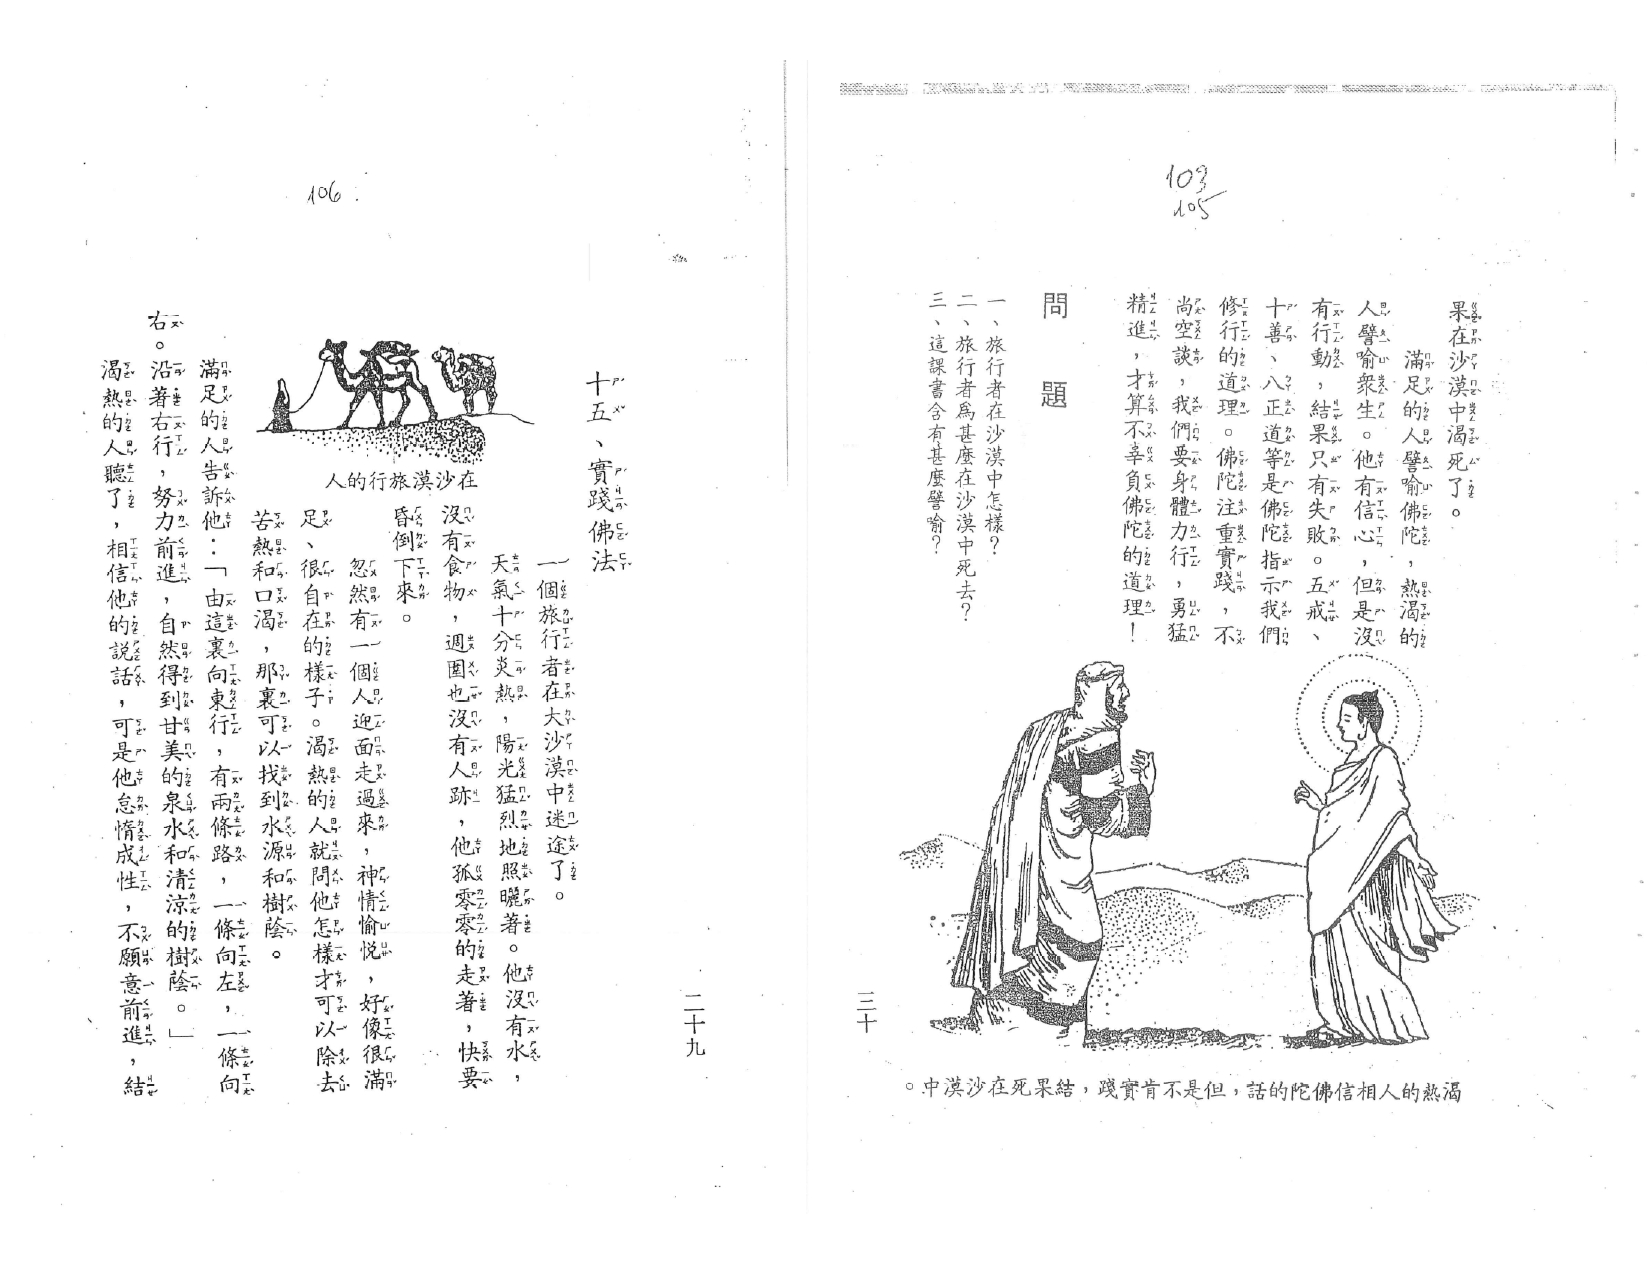 106
十五、實踐佛法
一個旅行者在大沙漠中迷途了。
天氣十分炎熱，陽光猛烈地照曬著。他沒有水，
沒有食物，週圍也沒有人跡，他孤零零的走著，快要
昏倒下來。
忽然有一個人迎面走過來，神情愉悅，好像很滿
足、很自在的樣子。渴熱的人就問他怎樣才可以除去
苦熱和口渴，那裏可以找到水源和樹蔭。
滿足的人告訴他：「由這裏向東行，有兩條路，一條向左，一條向
右。沿著右行，努力前進，自然得到甘美的泉水和清涼的樹蔭。」
渴熱的人聽了，相信他的説話，可是他怠惰成性，不願意前進，結
在沙漠旅行的人
二十九
103
105
果在沙漠中渴死了。
滿足的人譬喻佛陀，熱渴的
人譬喻衆生。他有信心，但是沒
有行動，結果只有失敗。五戒、
十善、八正道等是佛陀指示我們
修行的道理。佛陀注重實踐，不
尚空談，我們要身體力行，勇猛
精進，才算不辜負佛陀的道理！
問題
一、旅行者在沙漠中怎樣？
二、旅行者爲甚麼在沙漠中死去？
三、這課書含有甚麼譬喻？
渴熱的人相信佛陀的話，但是不肯實踐，結果死在沙漠中。
三十